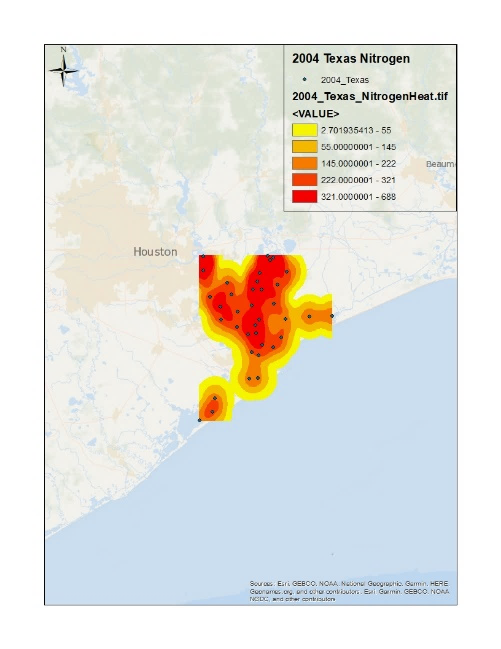 N
2004 Texas Nitrogen
2004_Texas
2004_Texas_NitrogenHeat.tif
<VALUE>
2.701935413 - 55
55.00000001 - 145
145.0000001 - 222
222.0000001 - 321
321.0000001 - 688
Beaum
Houston
Sources: Esri, GEBCO, NOAA, National Geographic, Garmin, HERE,
Geonames.org, and other contributors, Esri, Garmin, GEBCO, NOAA
NGDC, and other contributors